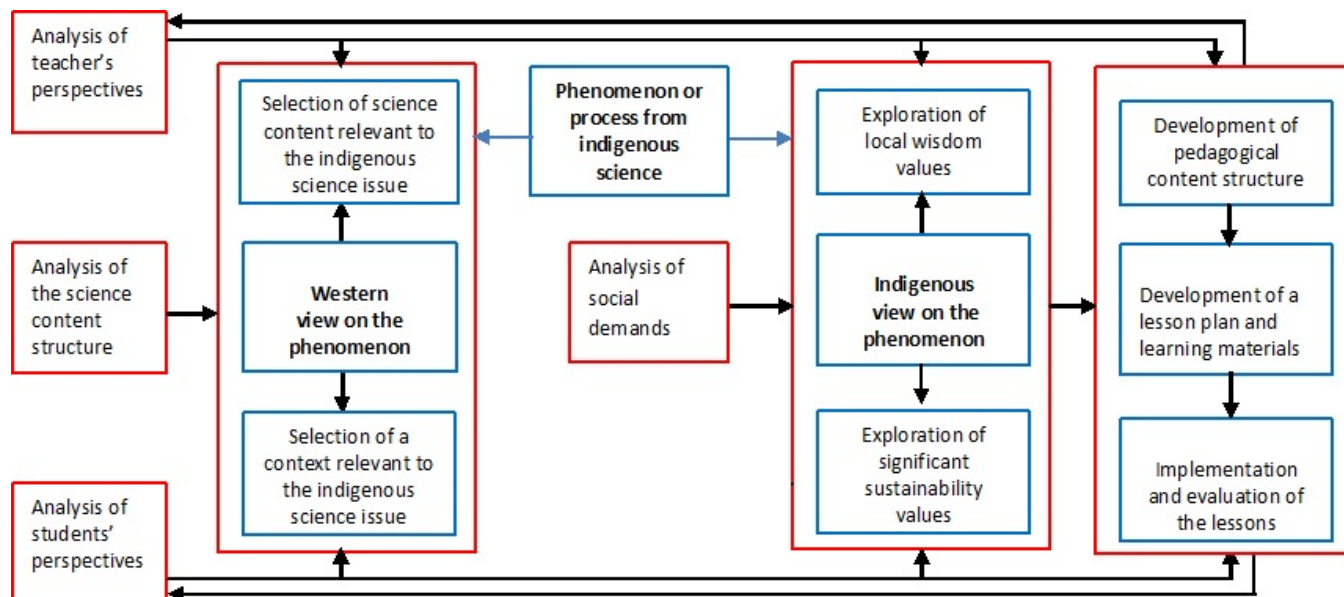 Analysis of
teacher's
perspectives
Selection of science
content relevant to
the indigenous
science issue
Phenomenon or
process from
indigenous
science
Exploration of
local wisdom
values
Development of
pedagogical
content structure
Analysis of
the science
content
structure
Western
view on the
phenomenon
Analysis of
social
demands
Indigenous
view on the
phenomenon
Development of a
lesson plan and
learning materials
Analysis of
students'
perspectives
Selection of a
context relevant to
the indigenous
science issue
Exploration of
significant
sustainability
values
Implementation
and evaluation of
the lessons